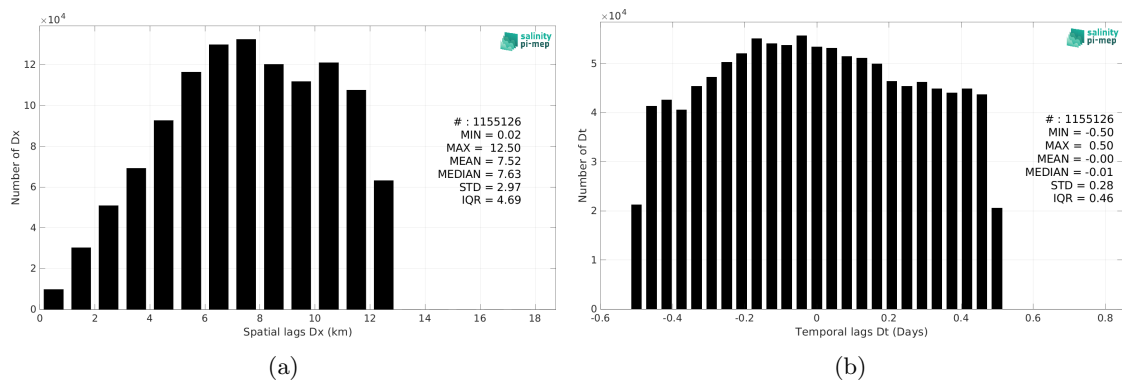 ×10⁴
salinity
pi-mep
12
10
8
6
4
2
0
Number of Dx
# : 1155126
MIN = 0.02
MAX = 12.50
MEAN = 7.52
MEDIAN = 7.63
STD = 2.97
IQR = 4.69
0 2 4 6 8 10 12 14 16 18
Spatial lags Dx (km)
(a)
×10⁴
salinity
pi-mep
5
4
3
2
1
0
Number of Dt
# : 1155126
MIN = -0.50
MAX = 0.50
MEAN = -0.00
MEDIAN = -0.01
STD = 0.28
IQR = 0.46
-0.6 -0.4 -0.2 0 0.2 0.4 0.6 0.8
Temporal lags Dt (Days)
(b)